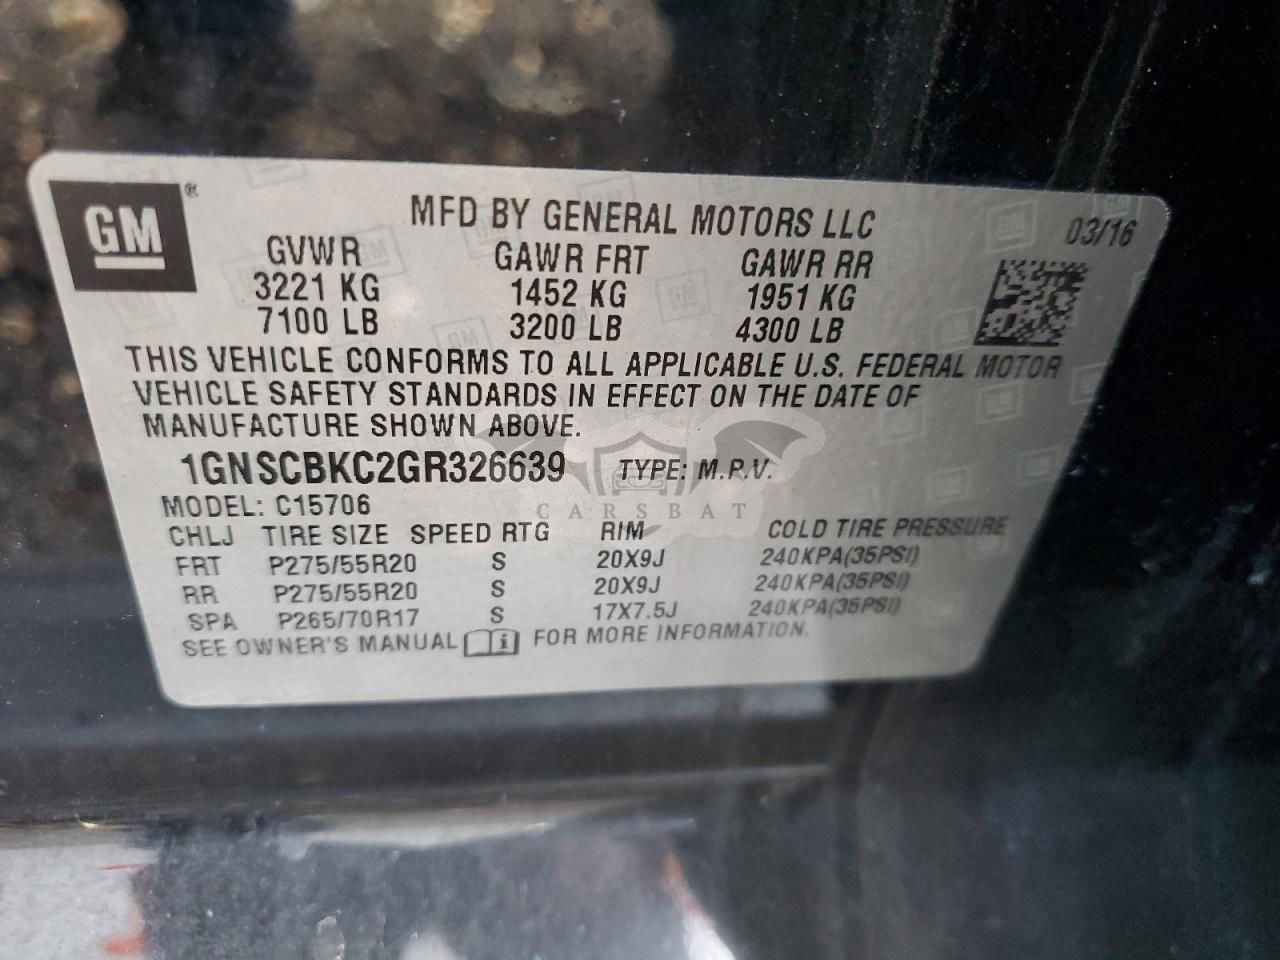 GM ®
MFD BY GENERAL MOTORS LLC
03/16
GVWR GAWR FRT GAWR RR
3221 KG 1452 KG 1951 KG
7100 LB 3200 LB 4300 LB
THIS VEHICLE CONFORMS TO ALL APPLICABLE U.S. FEDERAL MOTOR
VEHICLE SAFETY STANDARDS IN EFFECT ON THE DATE OF
MANUFACTURE SHOWN ABOVE.
1GNSCBKC2GR326639 TYPE: M.P.V.
MODEL: C15706
CARSBAT
CHLJ TIRE SIZE SPEED RTG RIM COLD TIRE PRESSURE
FRT P275/55R20 S 20X9J 240KPA(35PSI)
RR P275/55R20 S 20X9J 240KPA(35PSI)
SPA P265/70R17 S 17X7.5J 240KPA(35PSI)
SEE OWNER'S MANUAL i FOR MORE INFORMATION.